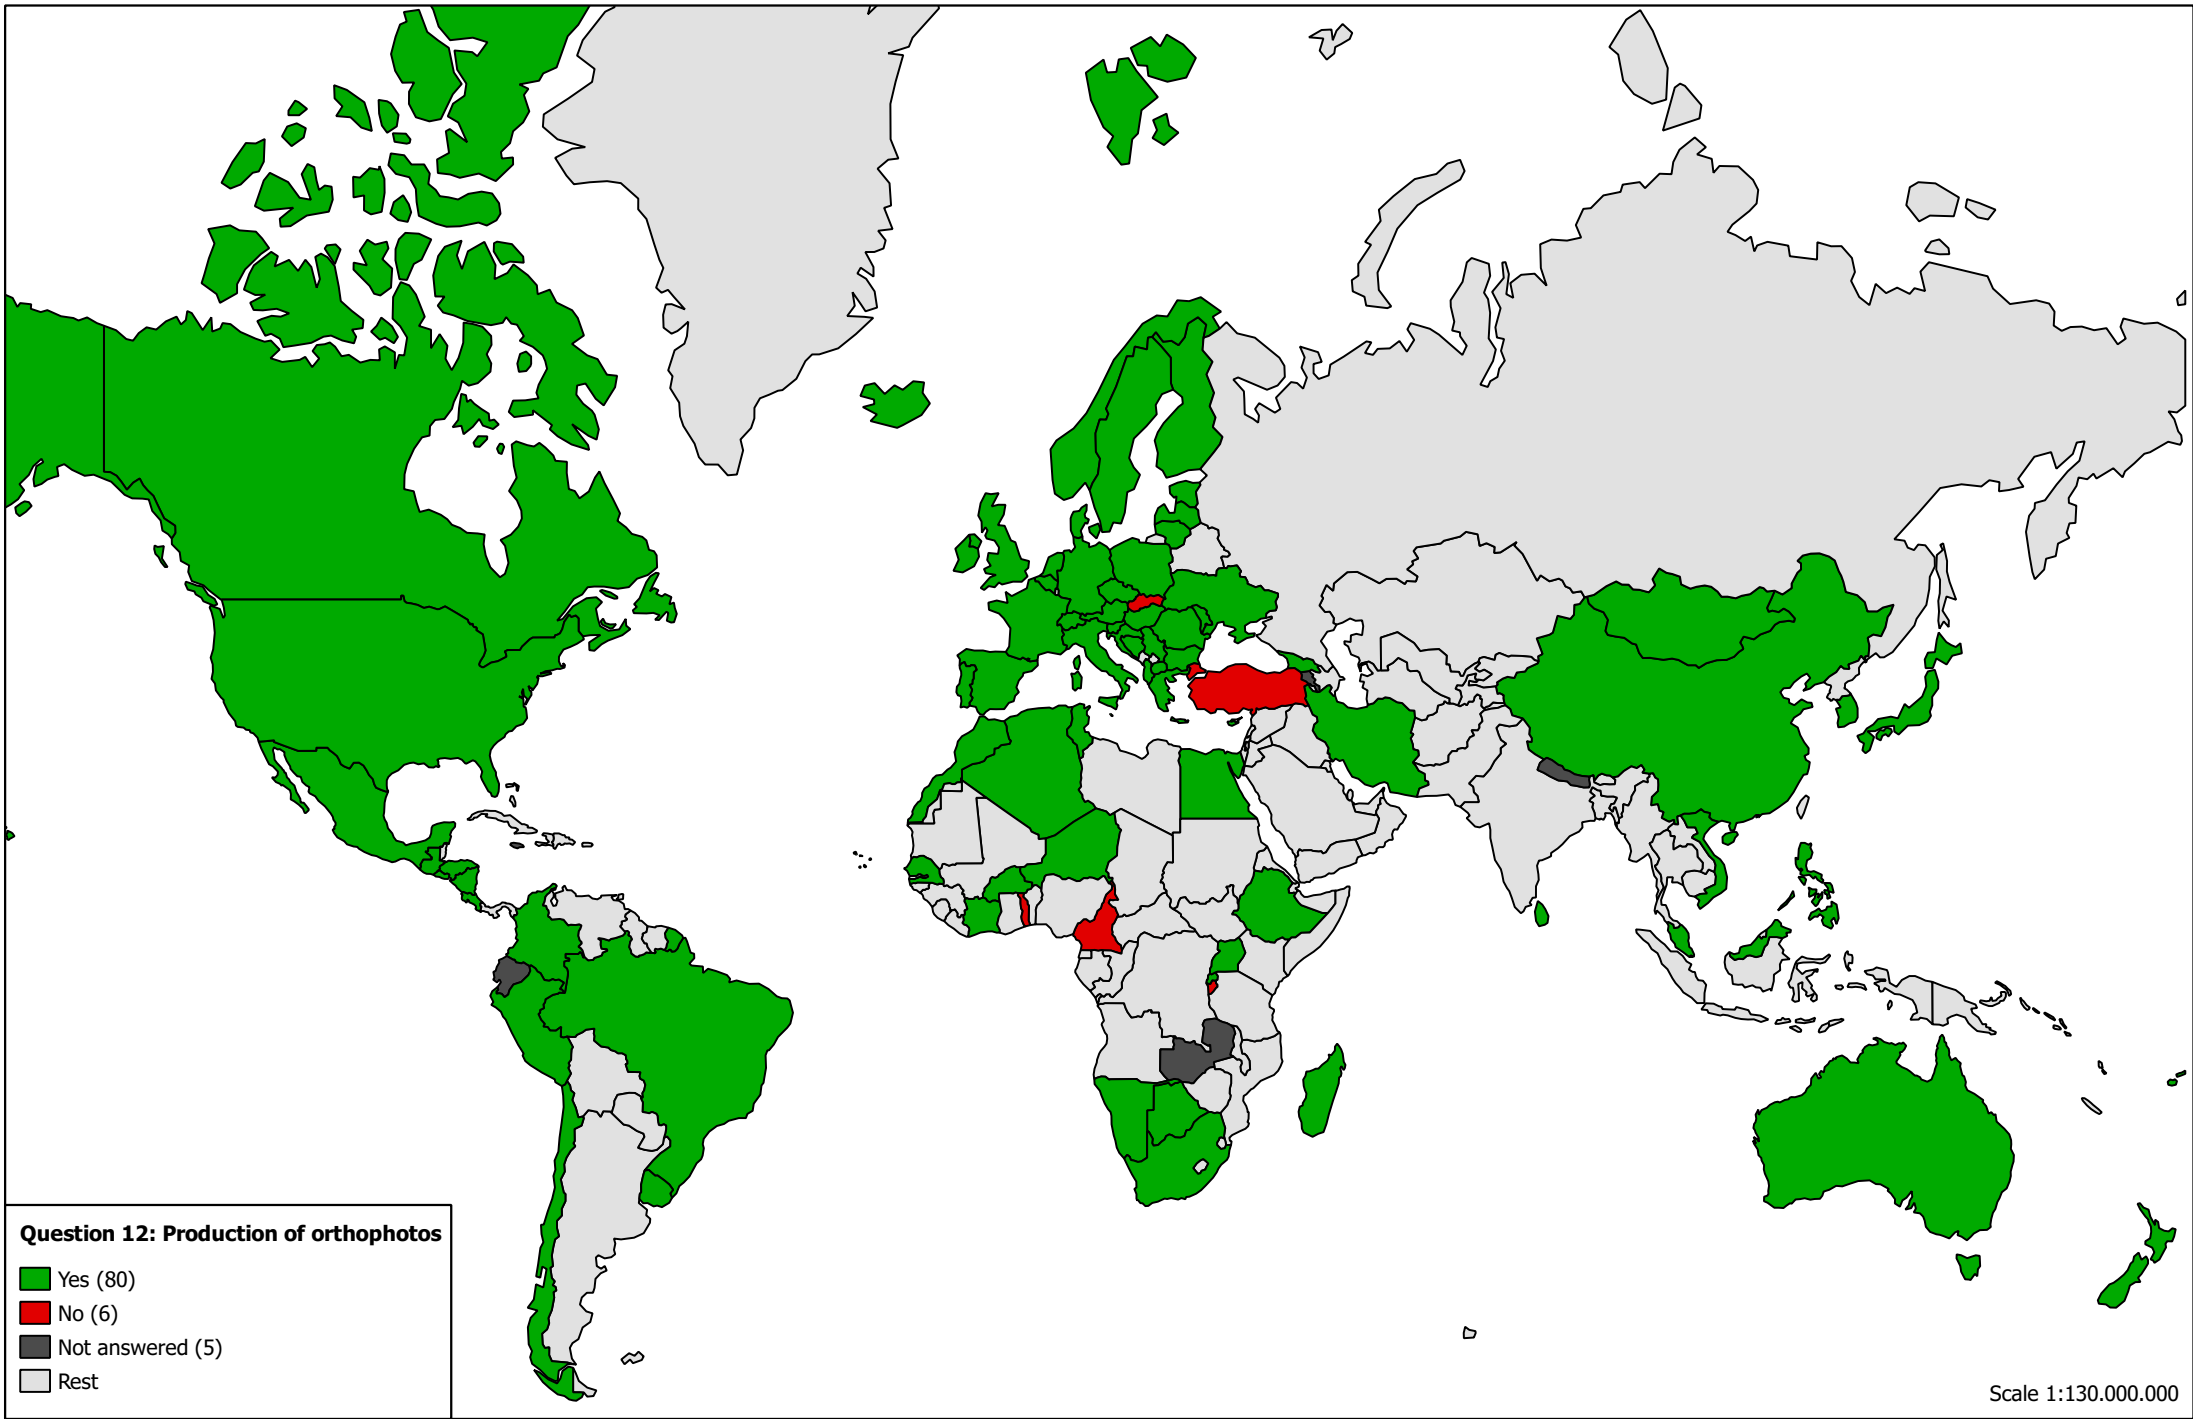 Question 12: Production of orthophotos
Yes (80)
No (6)
Not answered (5)
Rest
Scale 1:130.000.000